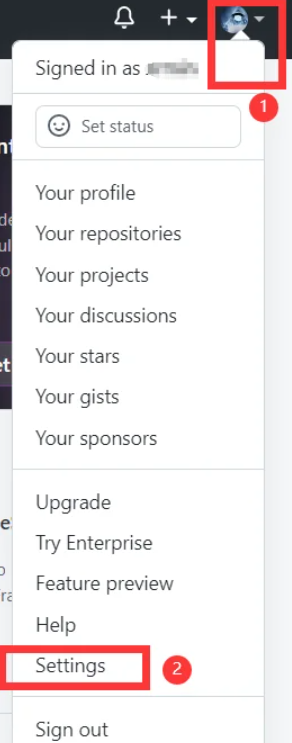 Signed in as
1
Set status
Your profile
Your repositories
Your projects
Your discussions
Your stars
Your gists
Your sponsors
Upgrade
Try Enterprise
Feature preview
Help
Settings
2
Sign out